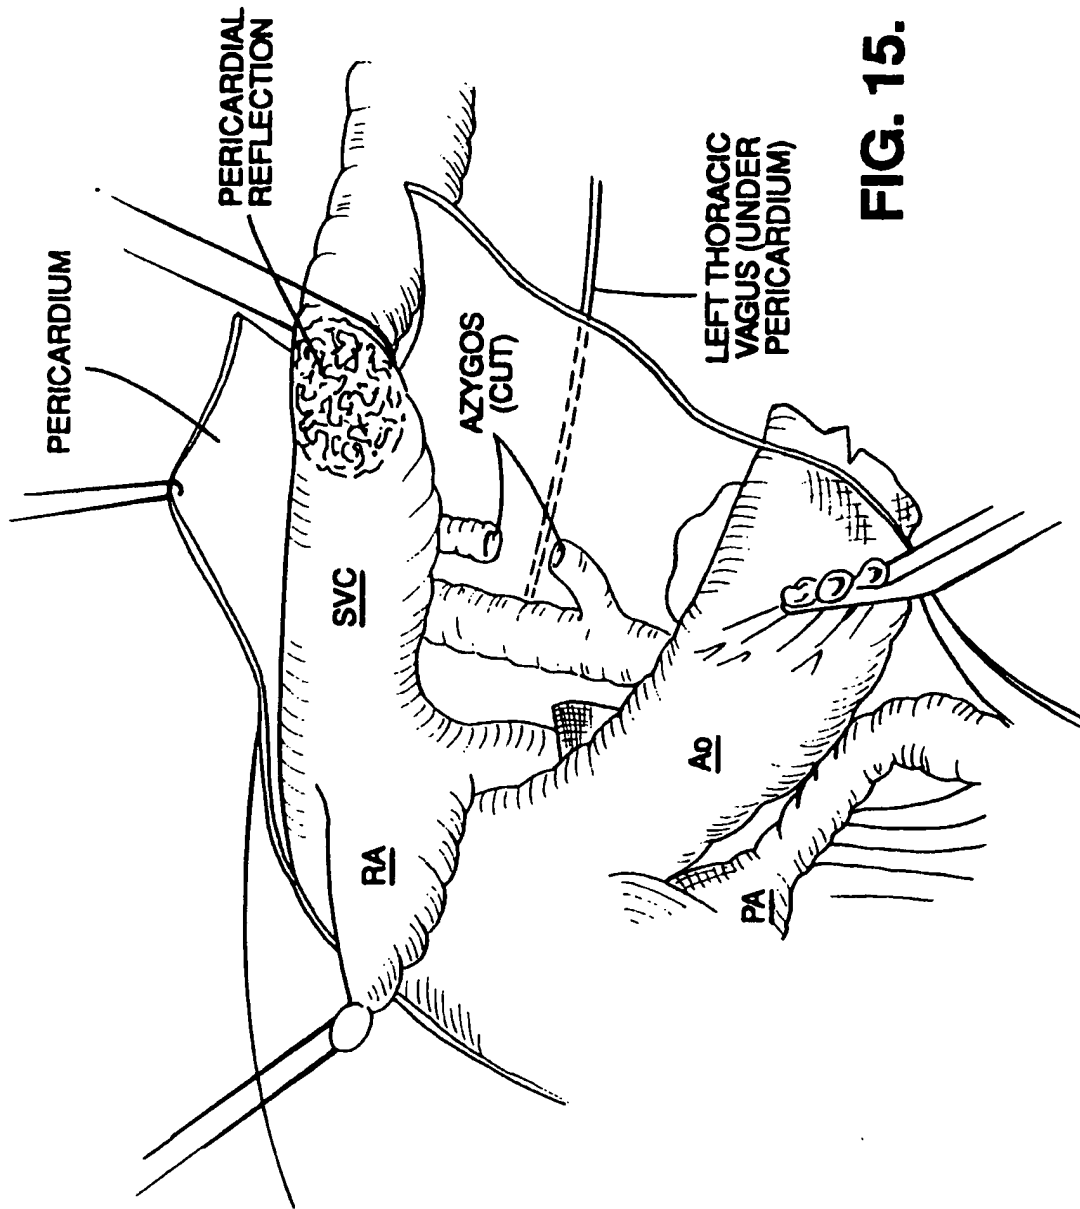 PERICARDIUM
PERICARDIAL
REFLECTION
SVC
AZYGOS
(CUT)
RA
Ao
PA
LEFT THORACIC
VAGUS (UNDER
PERICARDIUM)
FIG. 15.